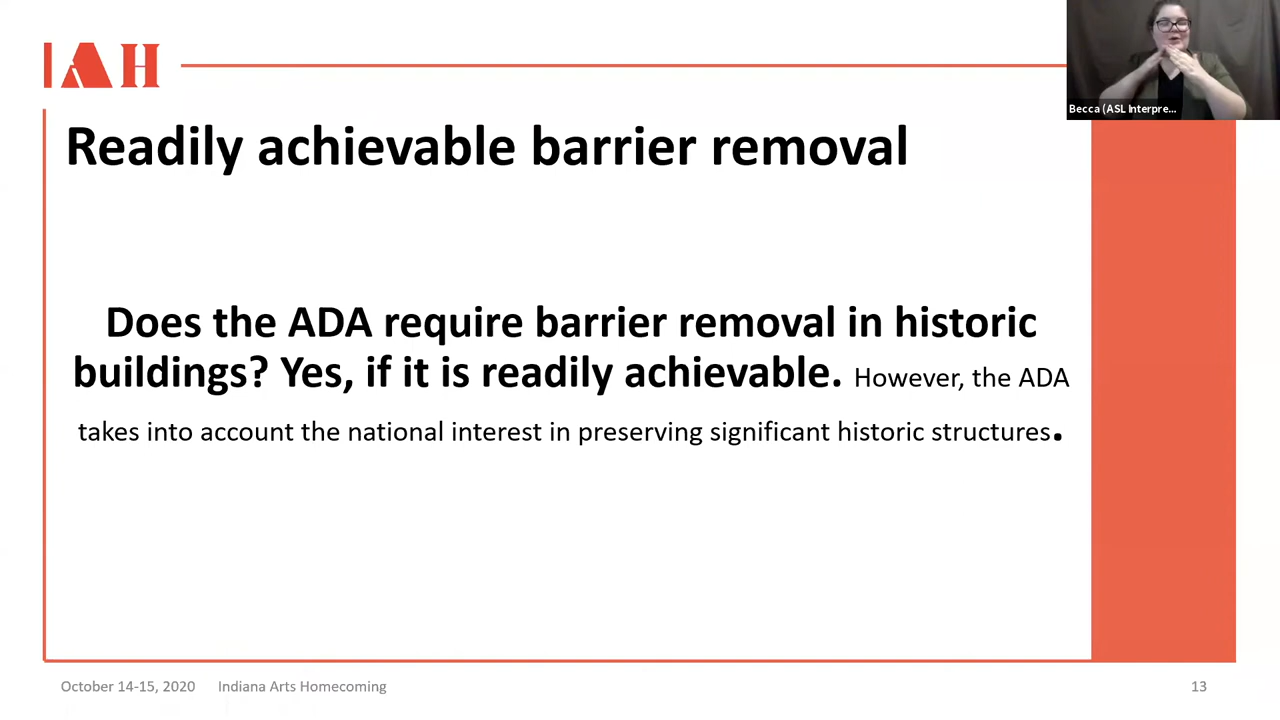 IAH
Becca (ASL Interpre...
Readily achievable barrier removal
Does the ADA require barrier removal in historic
buildings? Yes, if it is readily achievable. However, the ADA
takes into account the national interest in preserving significant historic structures.
October 14-15, 2020 Indiana Arts Homecoming 13